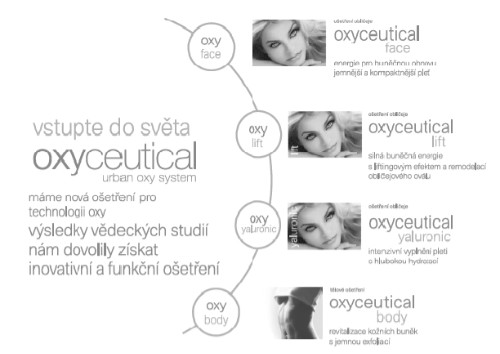 vstupte do světa
oxyceutical
urban oxy system
máme nová ošetření pro
technologii oxy
výsledky vědeckých studií
nám dovolily získat
inovativní a funkční ošetření
oxy
face
ošetření obličeje
oxyceutical
face
energie pro buněčnou obnovu
jemnější a kompaktnější pleť
oxy
lift
lift
ošetření obličeje
oxyceutical
lift
silná buněčná energie
s liftingovým efektem a remodelací
obličejového oválu
oxy
yaluronic
yaluronic
ošetření obličeje
oxyceutical
yaluronic
intenzivní vyplnění pleti
a hlubokou hydratací
oxy
body
tělové ošetření
oxyceutical
body
revitalizace kožních buněk
s jemnou exfoliací